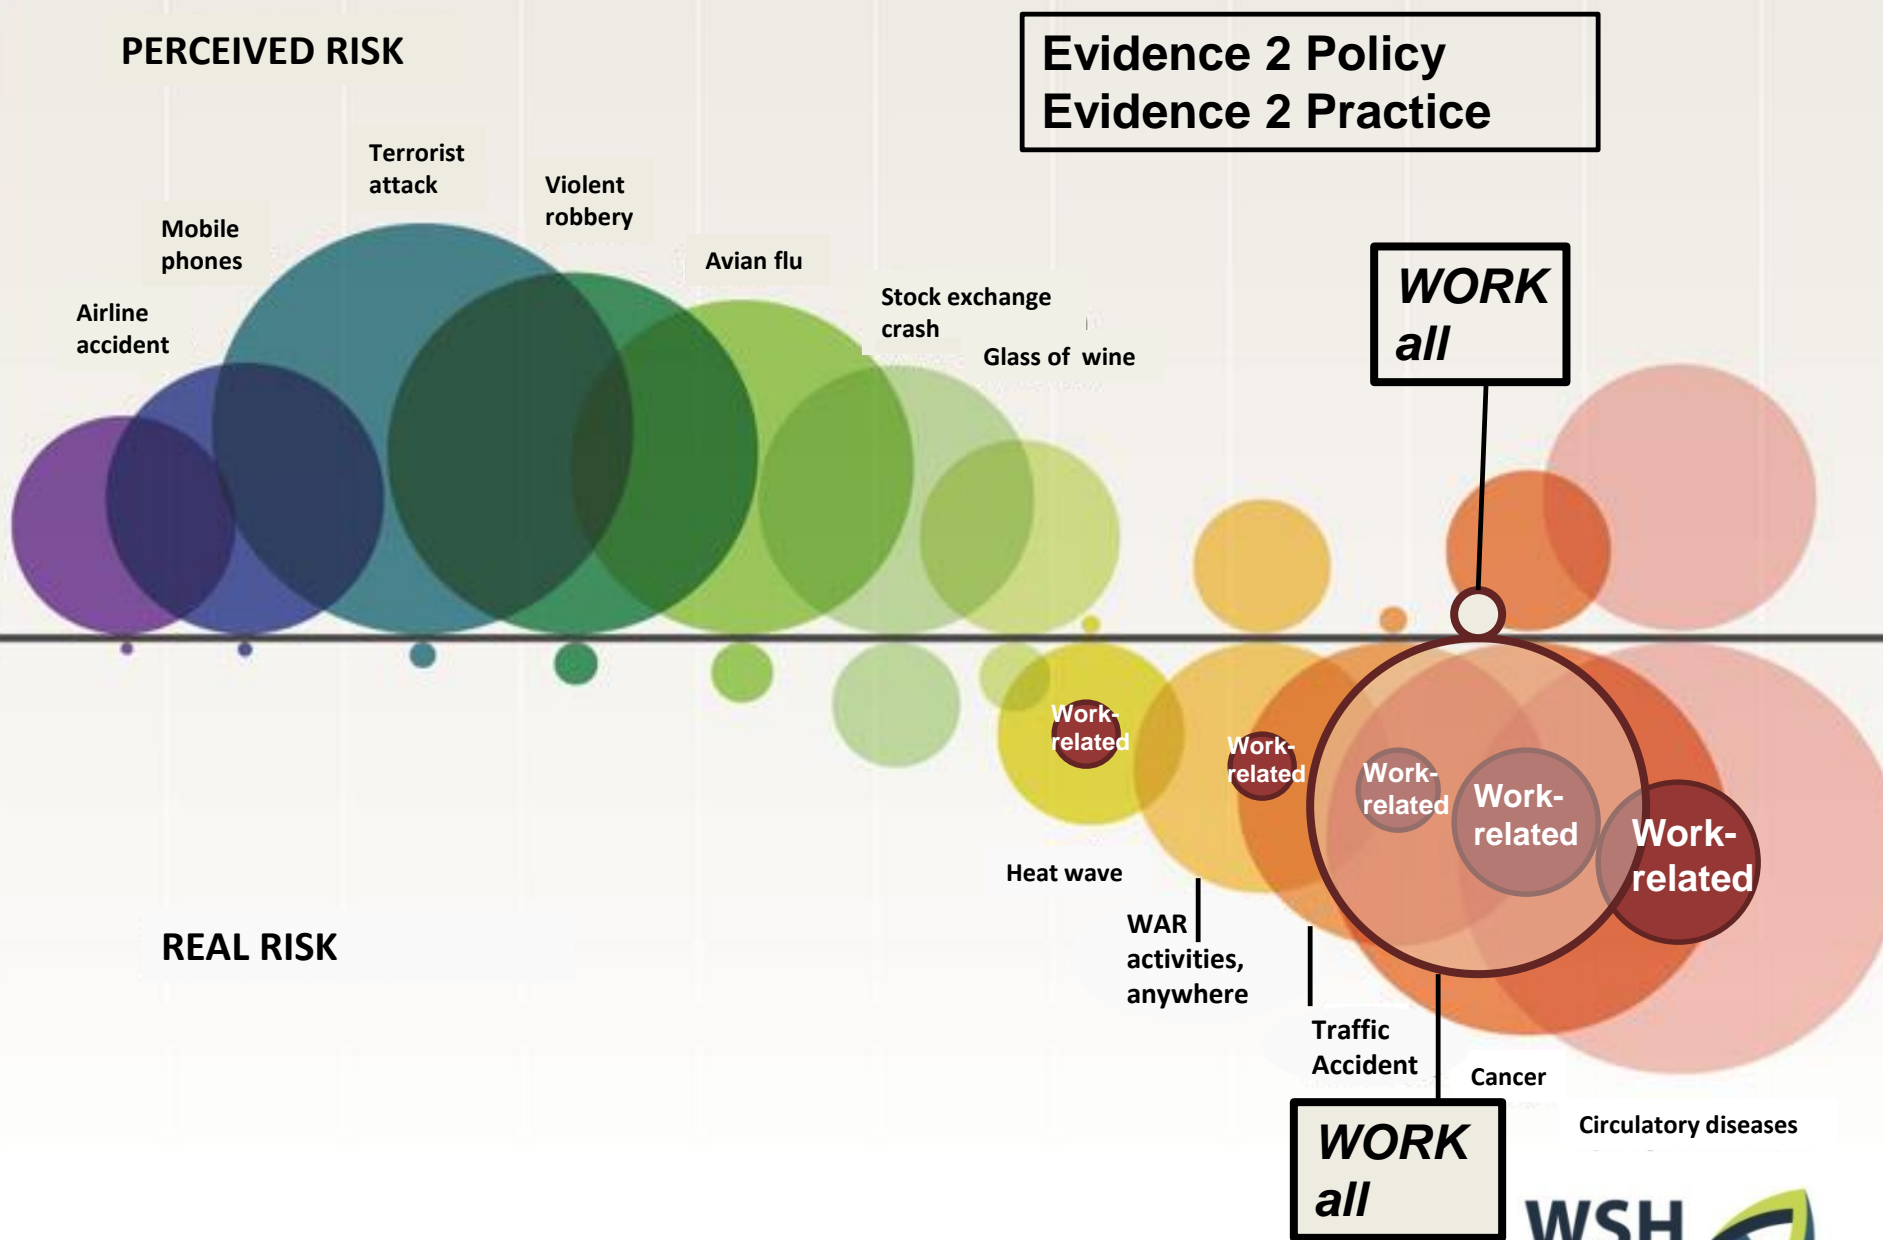 PERCEIVED RISK
Evidence 2 Policy
Evidence 2 Practice
Terrorist
attack
Violent
robbery
Mobile
phones
Avian flu
Airline
accident
Stock exchange
crash
Glass of wine
WORK
all
Work-
related
Work-
related
Work-
related
Work-
related
Work-
related
Heat wave
WAR
activities,
anywhere
REAL RISK
Traffic
Accident
Cancer
Circulatory diseases
WORK
all
WSH